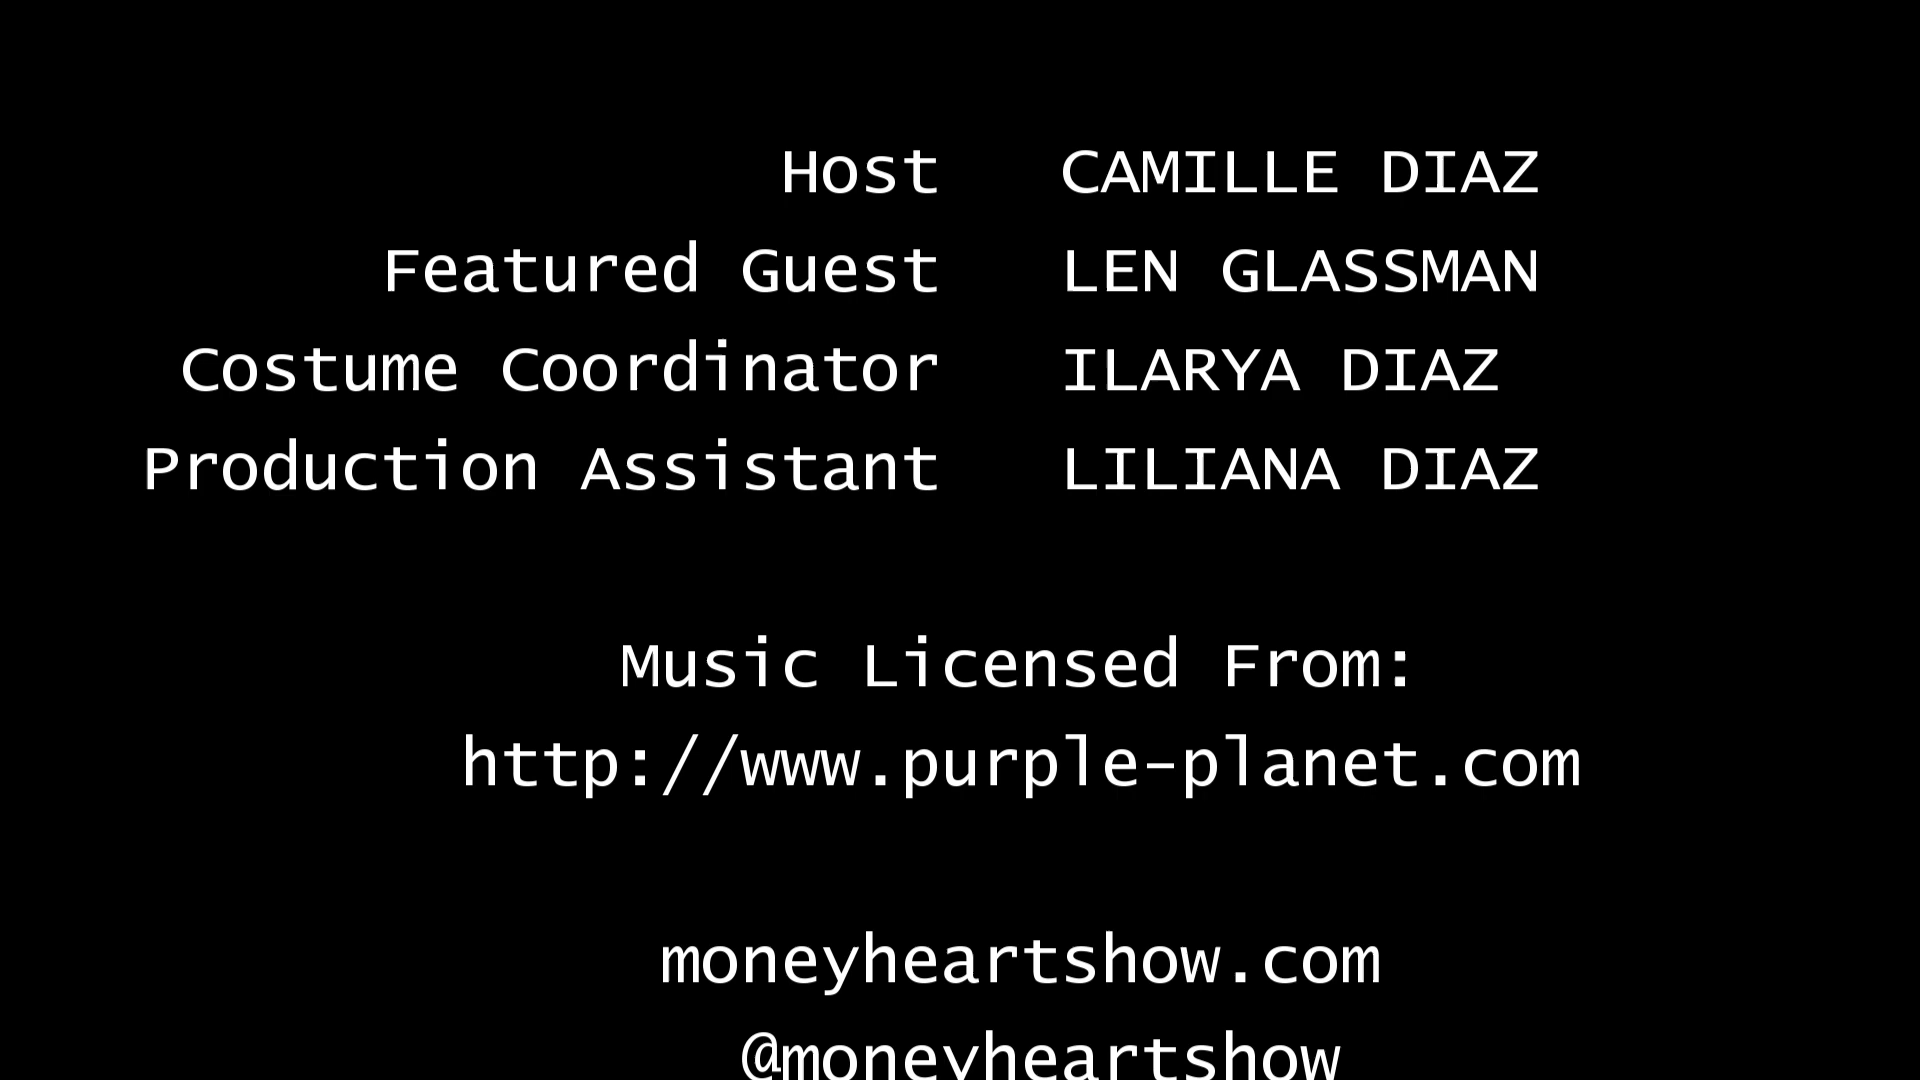 Host CAMILLE DIAZ
Featured Guest LEN GLASSMAN
Costume Coordinator ILARYA DIAZ
Production Assistant LILIANA DIAZ
Music Licensed From:
http://www.purple-planet.com
moneyheartshow.com
@moneyheartshow